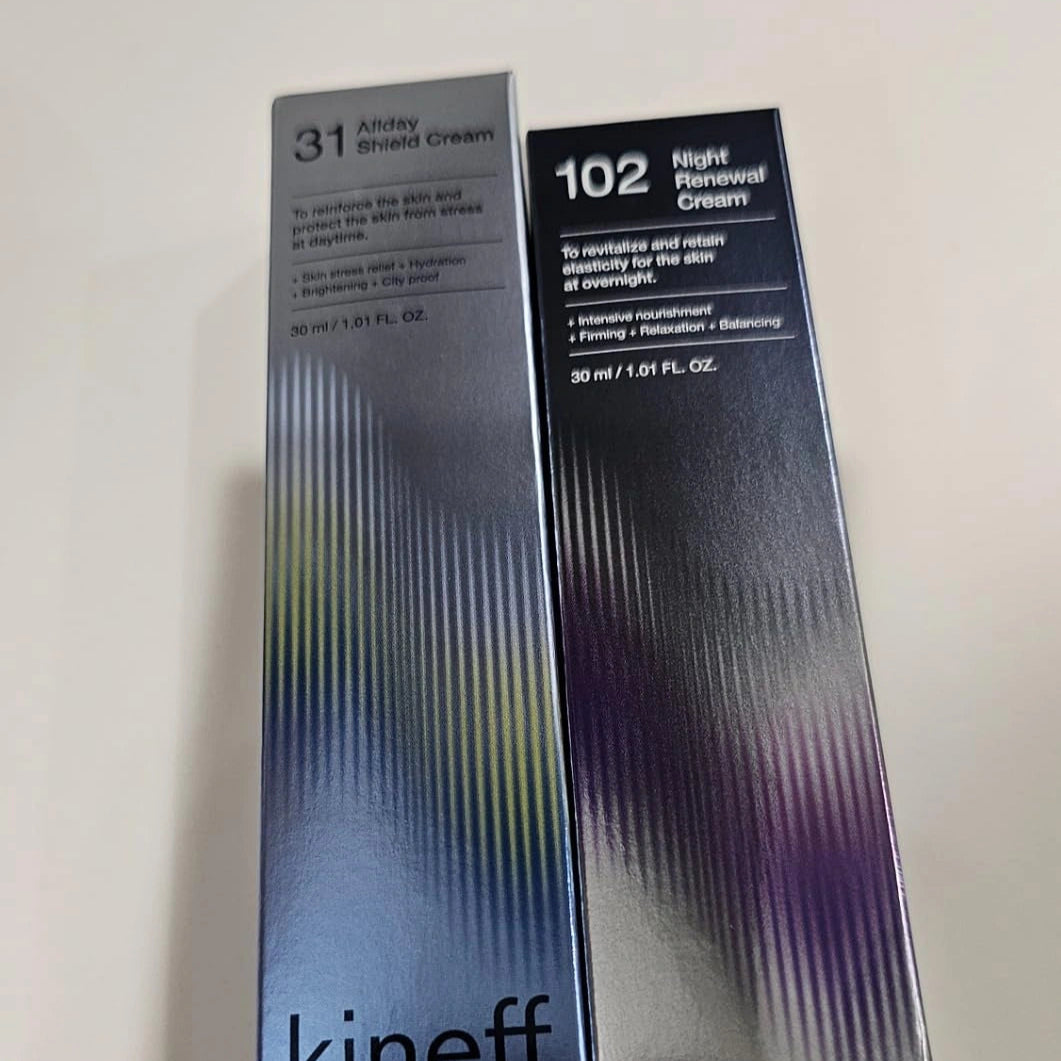 31 Allday
Shield Cream
To reinforce the skin and
protect the skin from stress
at daytime.
+ Skin stress relief + Hydration
+ Brightening + City proof
30 ml / 1.01 FL. OZ.
kineff
102 Night
Renewal
Cream
To revitalize and retain
elasticity for the skin
at overnight.
+ Intensive nourishment
+ Firming + Relaxation + Balancing
30 ml / 1.01 FL. OZ.